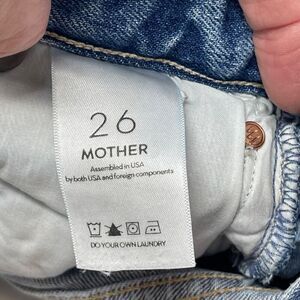 26
MOTHER
Assembled in USA
by both USA and foreign components
DO YOUR OWN LAUNDRY